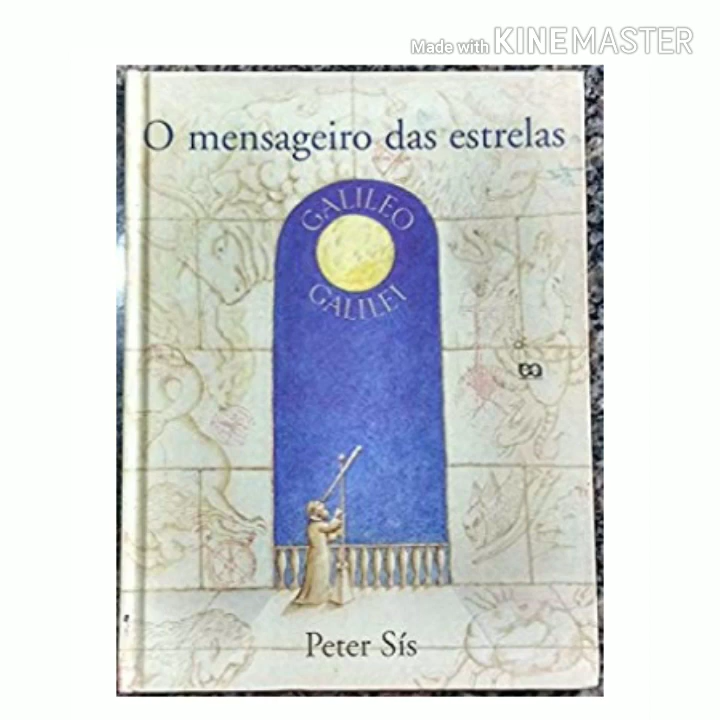 Made with KINEMASTER
O mensageiro das estrelas
GALILEO
GALILEI
Peter Sís